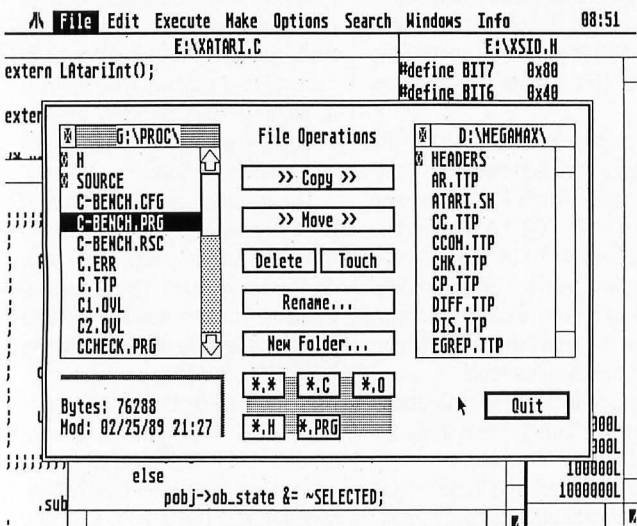 File Edit Execute Make Options Search Windows Info 08:51
E:\XATARI.C E:\XSIO.H
extern LAtariInt();
#define BIT7 0x80
#define BIT6 0x40
exter
G:\PROC\
H
SOURCE
C-BENCH.CFG
C-BENCH.PRG
C-BENCH.RSC
C.ERR
C.TTP
C1.OVL
C2.OVL
CCHECK.PRG
Bytes: 76288
Mod: 02/25/89 21:27
File Operations
>> Copy >>
>> Move >>
Delete Touch
Rename...
New Folder...
*.* *.C *.O
*.H *.PRG
D:\MEGAMAX\
HEADERS
AR.TTP
ATARI.SH
CC.TTP
CCOM.TTP
CHK.TTP
CP.TTP
DIFF.TTP
DIS.TTP
EGREP.TTP
Quit
000L
100000L
1000000L
else
pobj->ob_state &= ~SELECTED;
.sub